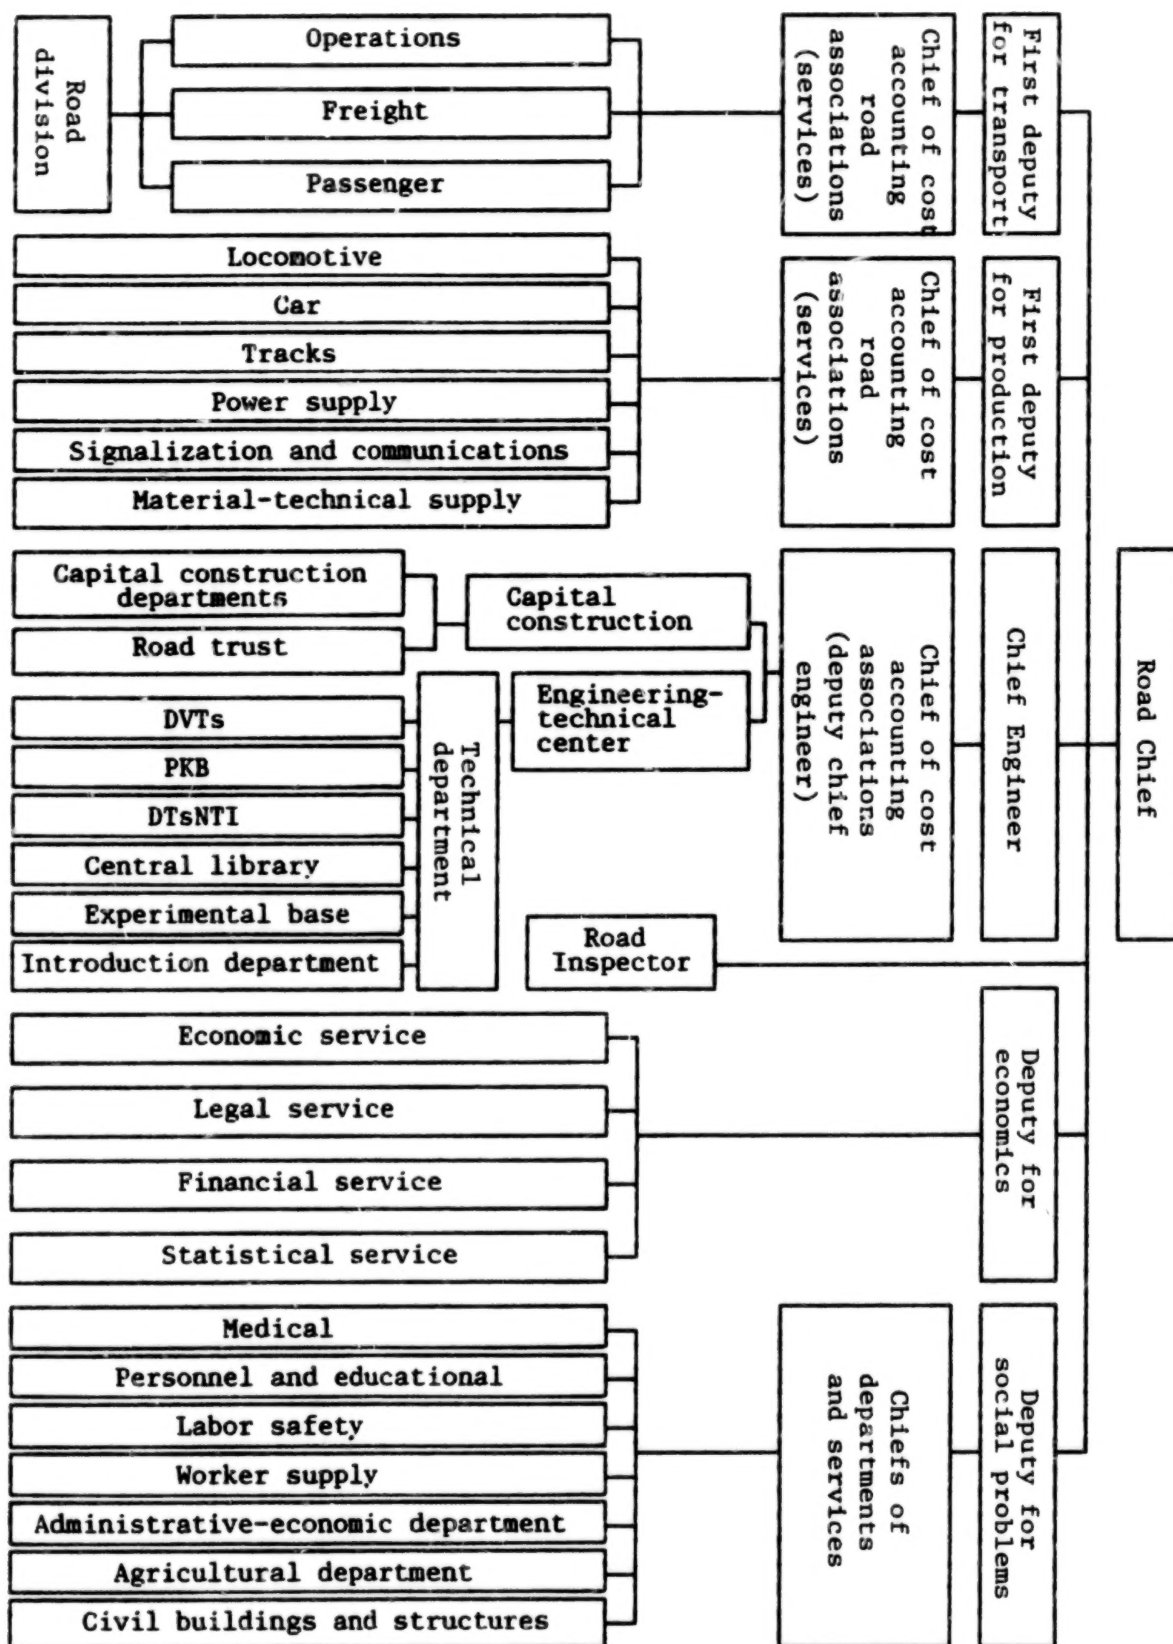 Road
division
Operations
Freight
Passenger
Chief of cost
accounting
road
associations
(services)
First deputy
for transport
Locomotive
Car
Tracks
Power supply
Signalization and communications
Material-technical supply
Chief of cost
accounting
road
associations
(services)
First deputy
for production
Capital construction
departments
Road trust
Capital
construction
DVTs
PKB
DTsNTI
Central library
Experimental base
Introduction department
Technical
department
Engineering-
technical
center
Chief of cost
accounting
associations
(deputy chief
engineer)
Chief Engineer
Road Chief
Road
Inspector
Economic service
Legal service
Financial service
Statistical service
Deputy for
economics
Medical
Personnel and educational
Labor safety
Worker supply
Administrative-economic department
Agricultural department
Civil buildings and structures
Chiefs of
departments
and services
Deputy for
social problems